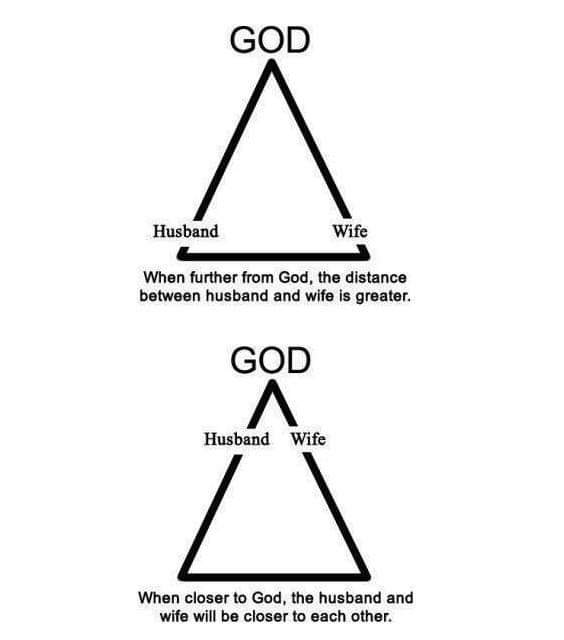 GOD
Husband Wife
When further from God, the distance
between husband and wife is greater.
GOD
Husband Wife
When closer to God, the husband and
wife will be closer to each other.